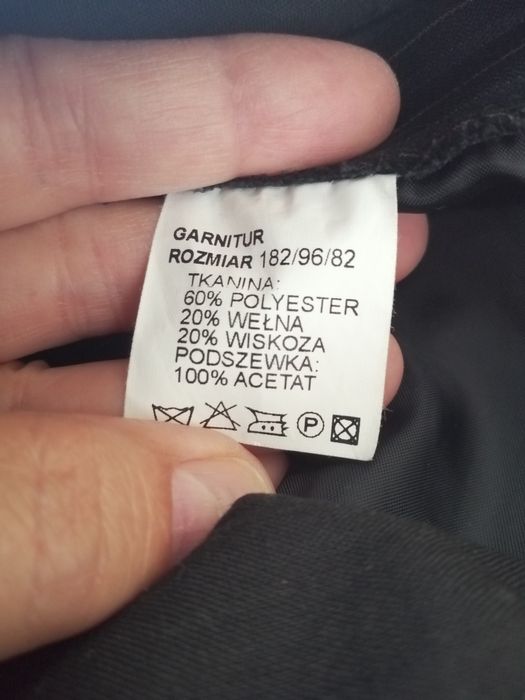 GARNITUR
ROZMIAR 182/96/82
TKANINA:
60% POLYESTER
20% WEŁNA
20% WISKOZA
PODSZEWKA:
100% ACETAT
P